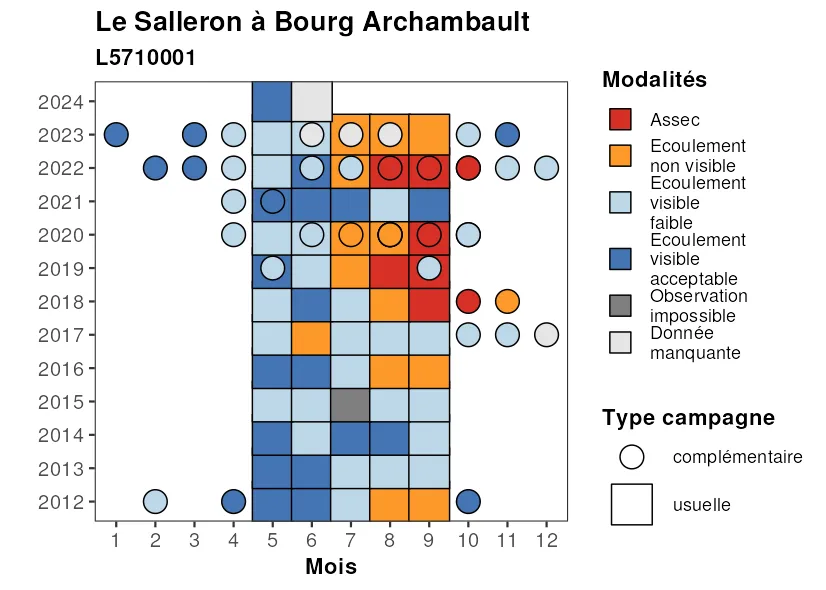 Le Salleron à Bourg Archambault
L5710001
2024
2023
2022
2021
2020
2019
2018
2017
2016
2015
2014
2013
2012
1 2 3 4 5 6 7 8 9 10 11 12
Mois
Modalités
Assec
Ecoulement
non visible
Ecoulement
visible
faible
Ecoulement
visible
acceptable
Observation
impossible
Donnée
manquante
Type campagne
complémentaire
usuelle